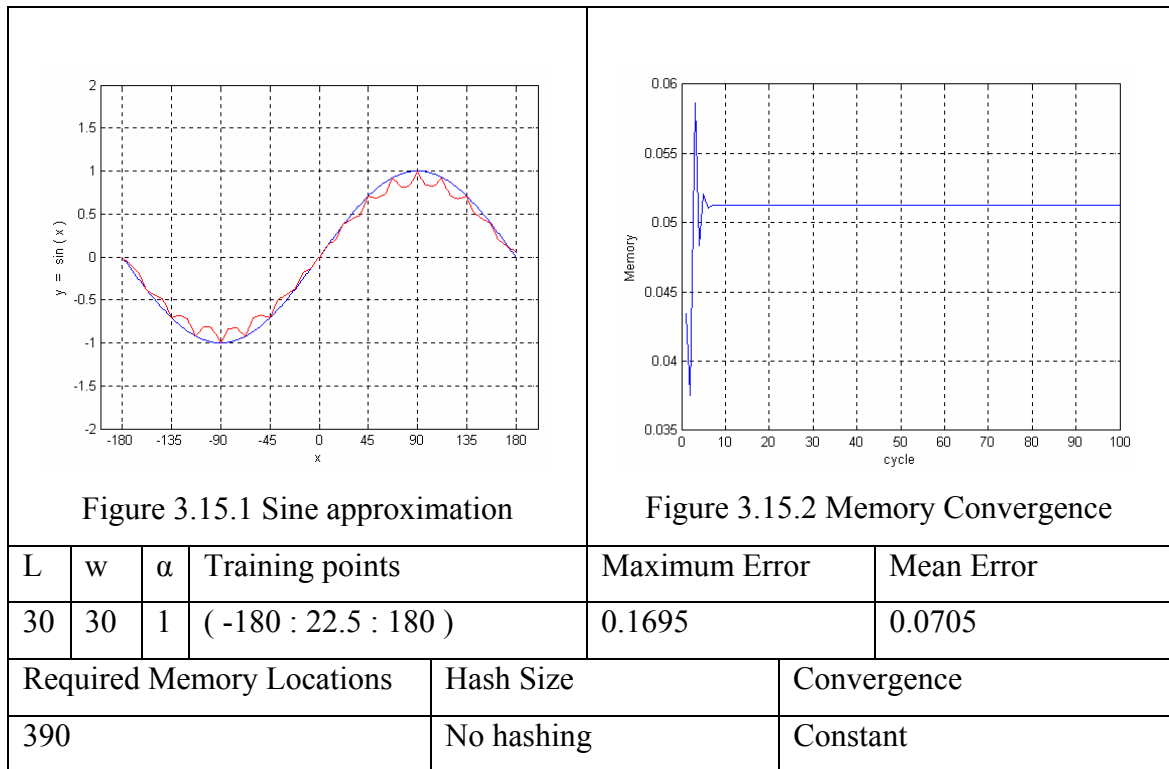 2
1.5
1
0.5
0
-0.5
-1
-1.5
-2
y = sin ( x )
-180 -135 -90 -45 0 45 90 135 180
x
Figure 3.15.1 Sine approximation
0.06
0.055
0.05
0.045
0.04
0.035
Memory
0 10 20 30 40 50 60 70 80 90 100
cycle
Figure 3.15.2 Memory Convergence
L w α Training points Maximum Error Mean Error
30 30 1 ( -180 : 22.5 : 180 ) 0.1695 0.0705
Required Memory Locations Hash Size Convergence
390 No hashing Constant